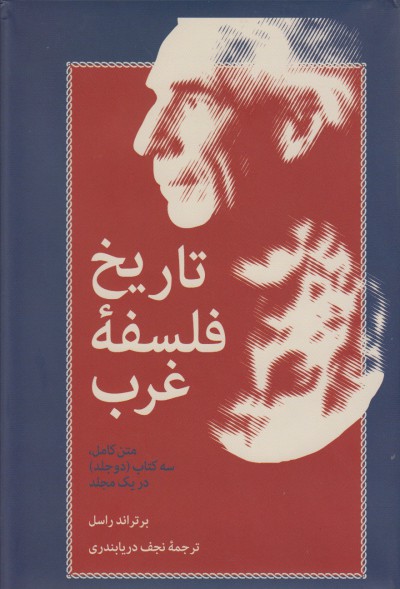 تاریخ
فلسفهٔ
غرب
متن کامل،
سه کتاب (دو جلد)
در یک مجلد
برتراند راسل
ترجمهٔ نجف دریابندری